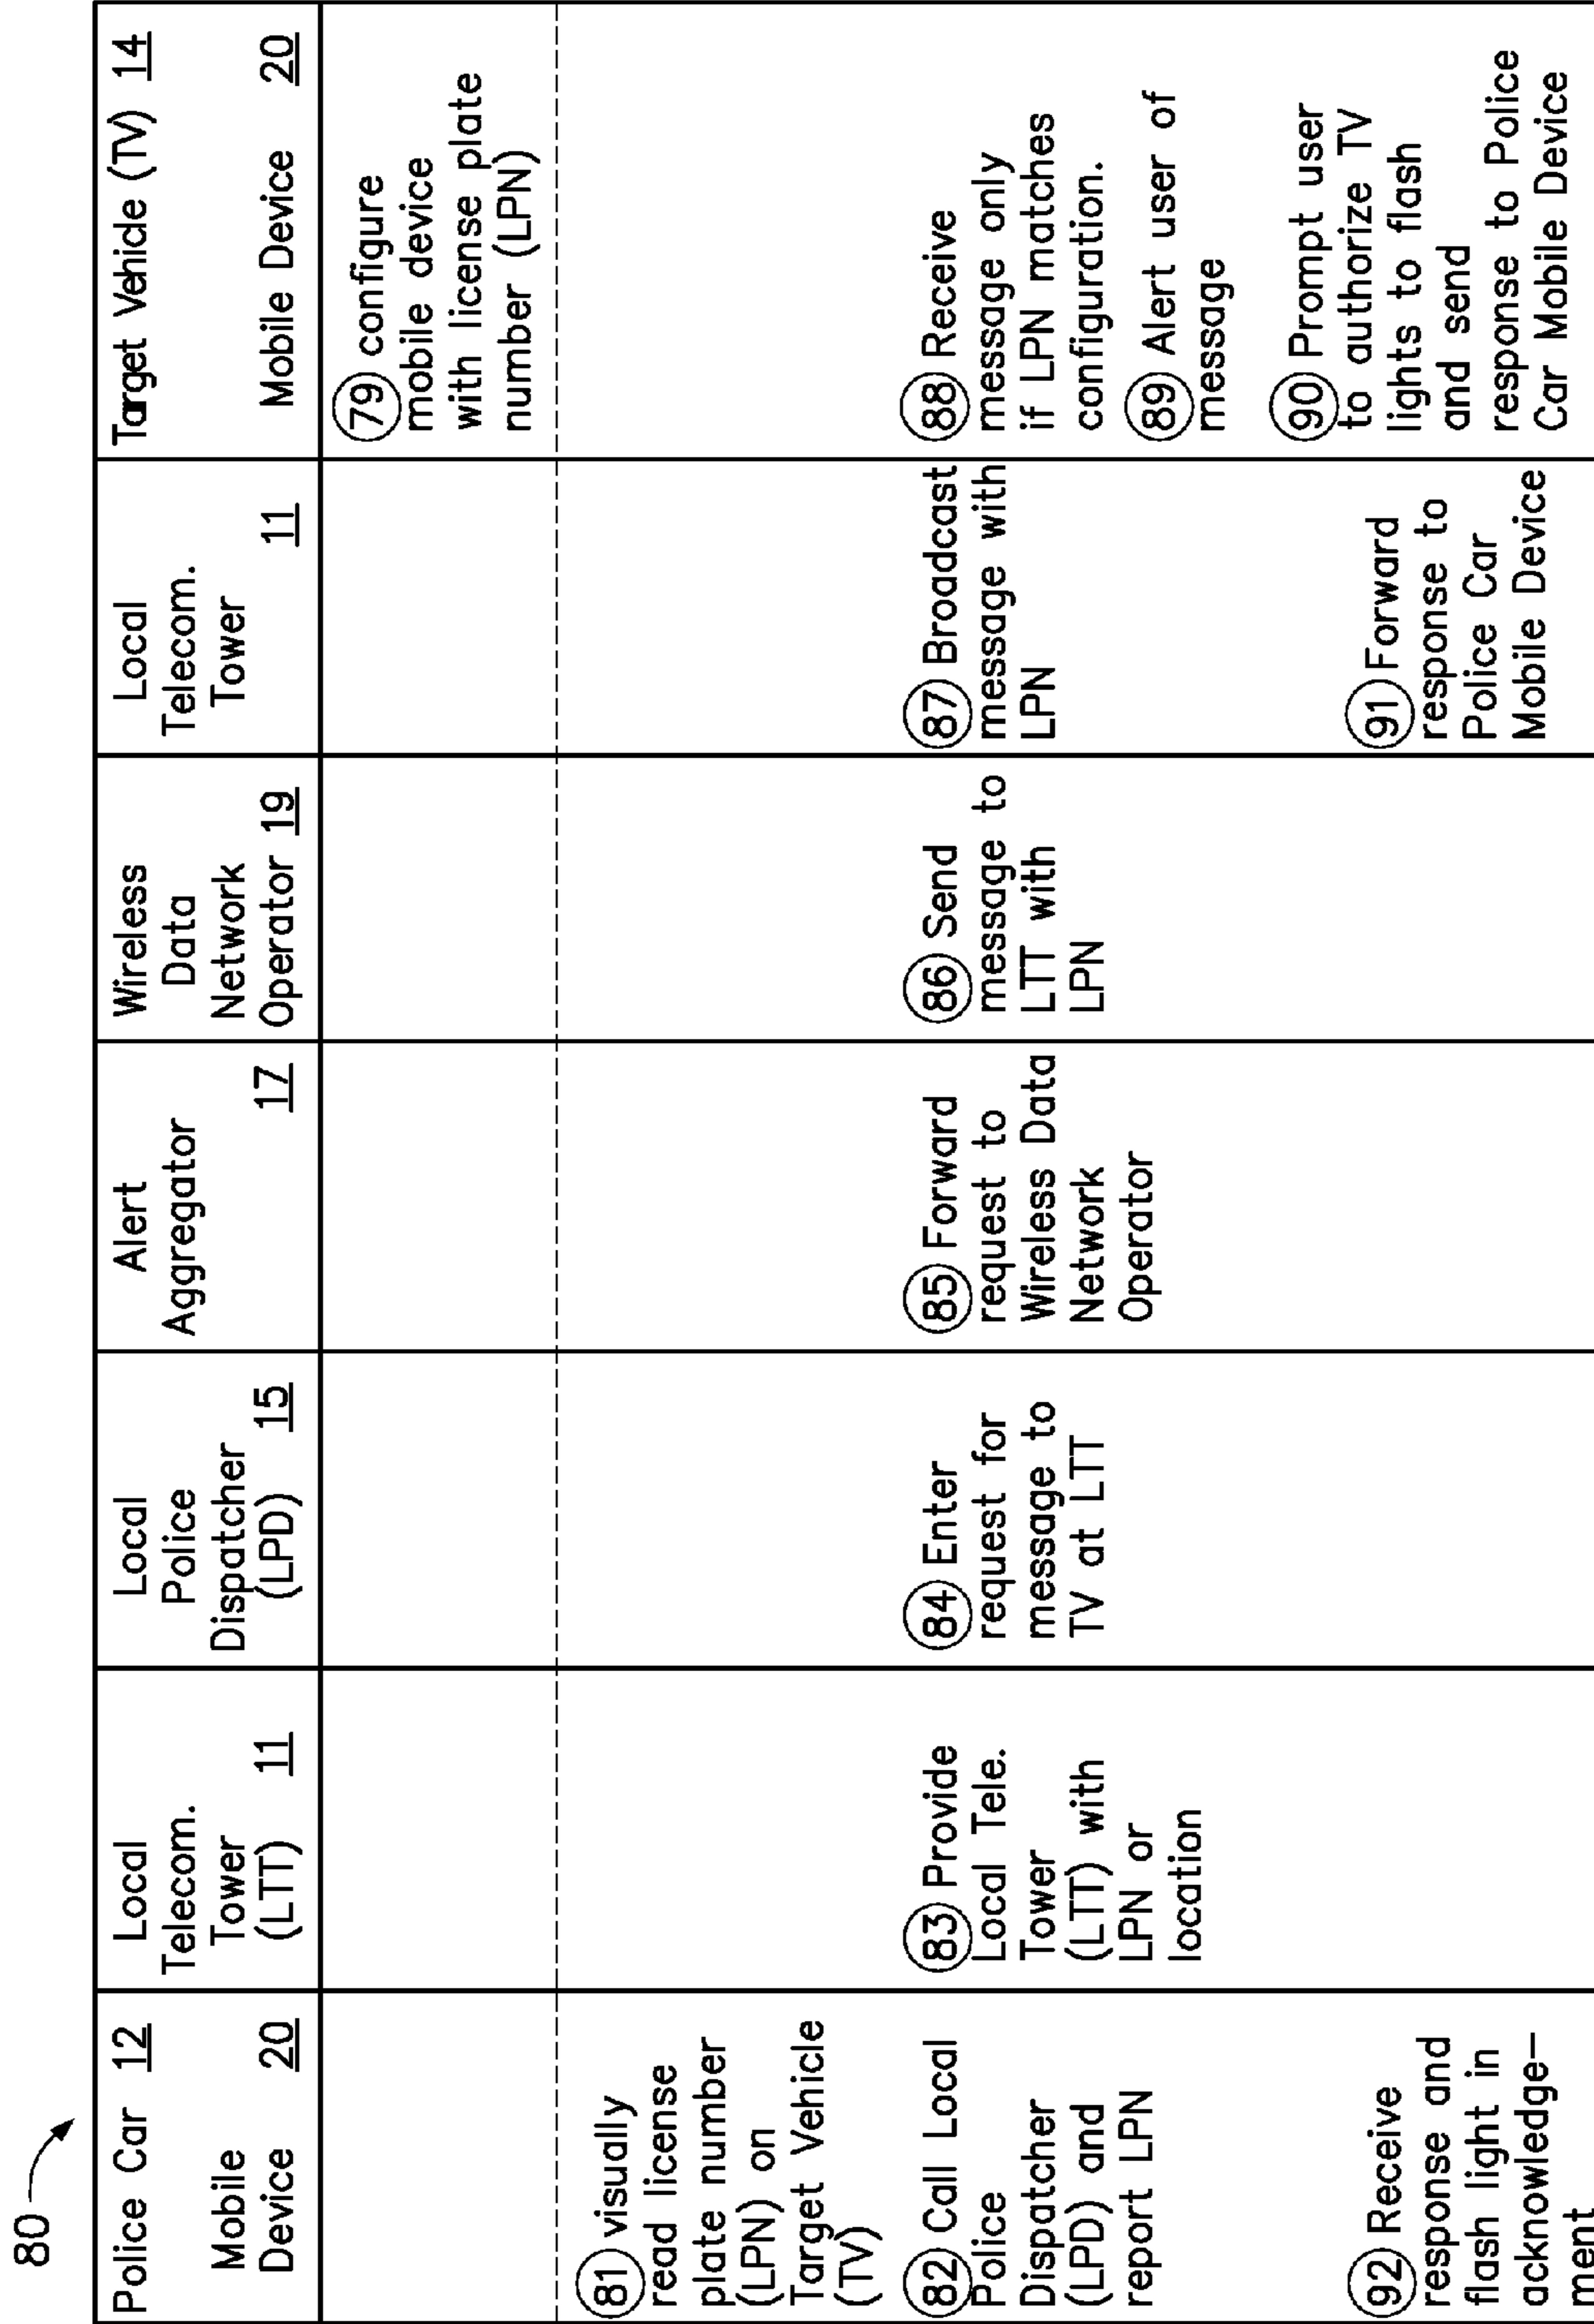 80
Police Car 12
Mobile
Device 20
Local
Telecom.
Tower
(LTT) 11
Local
Police
Dispatcher
(LPD) 15
Alert
Aggregator
17
Wireless
Data
Network
Operator 19
Local
Telecom.
Tower 11
Target Vehicle (TV) 14
Mobile Device 20
79 configure
mobile device
with license plate
number (LPN)
81 visually
read license
plate number
(LPN) on
Target Vehicle
(TV)
82 Call Local
Police
Dispatcher
(LPD) and
report LPN
83 Provide
Local Tele.
Tower
(LTT) with
LPN or
location
84 Enter
request for
message to
TV at LTT
85 Forward
request to
Wireless Data
Network
Operator
86 Send
message to
LTT with
LPN
87 Broadcast
message with
LPN
88 Receive
message only
if LPN matches
configuration.
89 Alert user of
message
90 Prompt user
to authorize TV
lights to flash
and send
response to Police
Car Mobile Device
91 Forward
response to
Police Car
Mobile Device
92 Receive
response and
flash light in
acknowledge-
ment